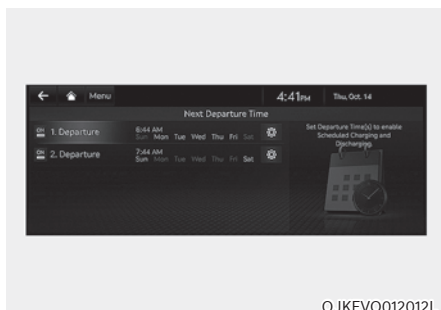 Menu
4:41PM
Thu, Oct. 14
Next Departure Time
ON
1. Departure
6:44 AM
Sun Mon Tue Wed Thu Fri Sat
Set Departure Time(s) to enable
Scheduled Charging and
Discharging.
ON
2. Departure
7:44 AM
Sun Mon Tue Wed Thu Fri Sat